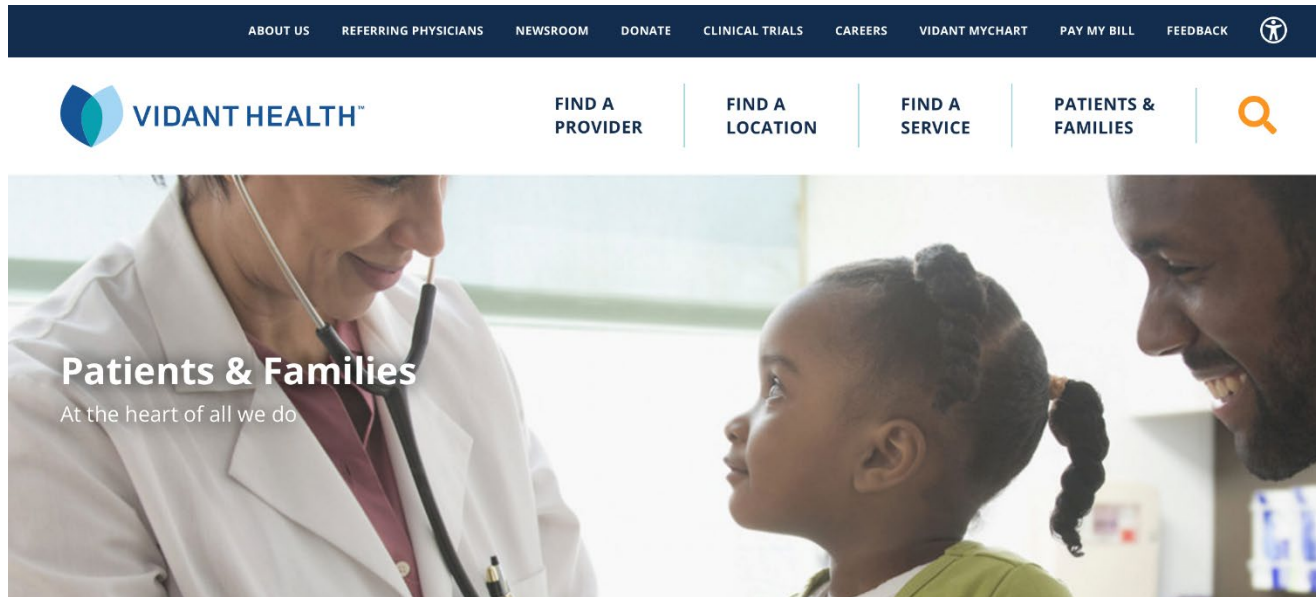 ABOUT US REFERRING PHYSICIANS NEWSROOM DONATE CLINICAL TRIALS CAREERS VIDANT MYCHART PAY MY BILL FEEDBACK
VIDANT HEALTH™
FIND A
PROVIDER
FIND A
LOCATION
FIND A
SERVICE
PATIENTS &
FAMILIES
Patients & Families
At the heart of all we do